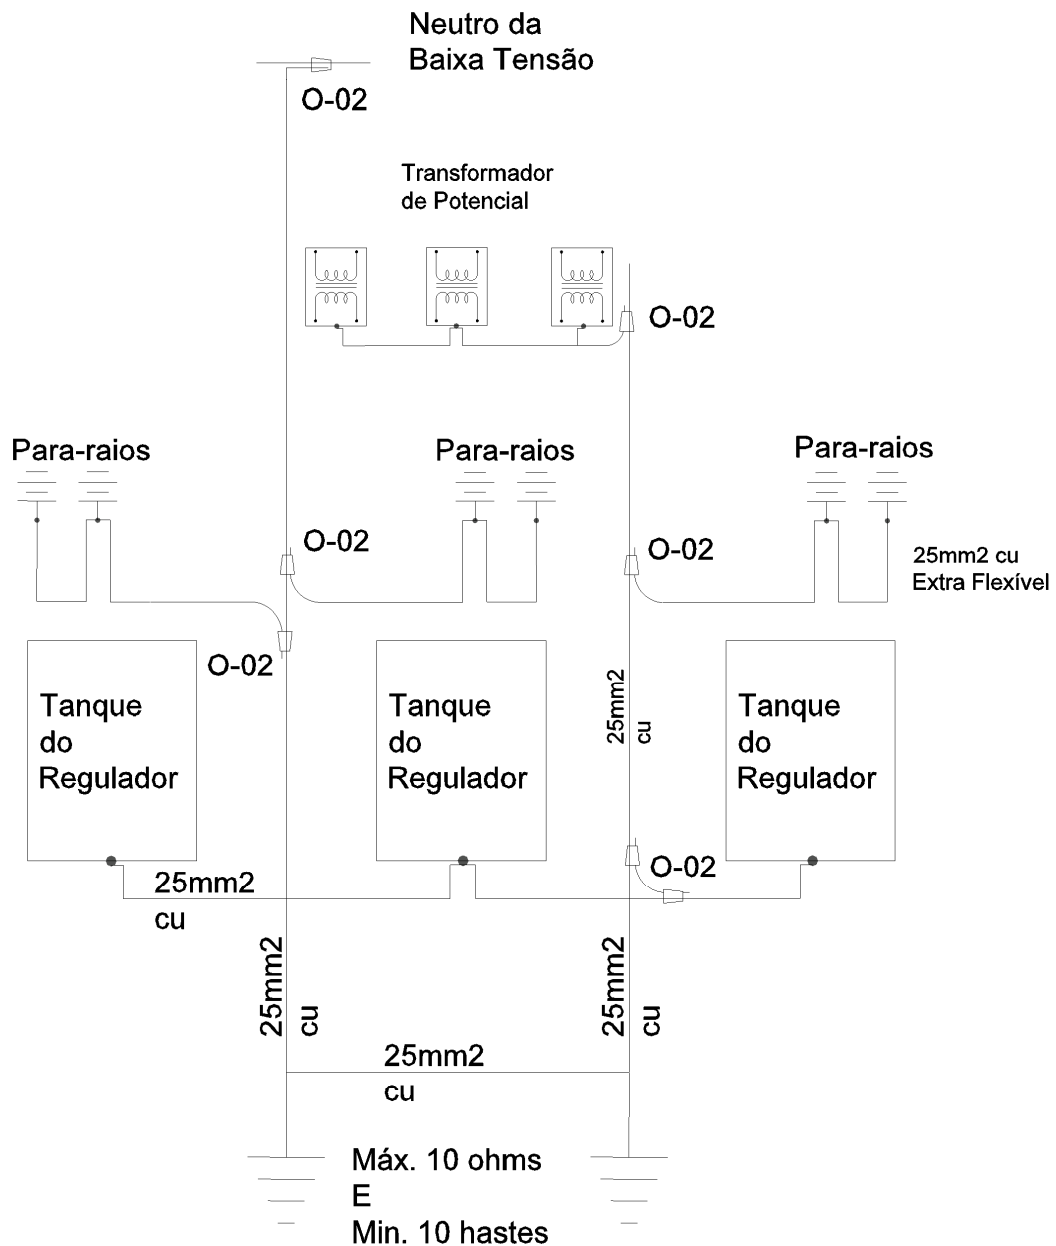 Neutro da
Baixa Tensão
O-02
Transformador
de Potencial
O-02
Para-raios
Para-raios
Para-raios
O-02
O-02
25mm2 cu
Extra Flexível
O-02
Tanque
do
Regulador
Tanque
do
Regulador
25mm2
cu
Tanque
do
Regulador
O-02
25mm2
cu
25mm2
cu
25mm2
cu
25mm2
cu
Máx. 10 ohms
E
Min. 10 hastes